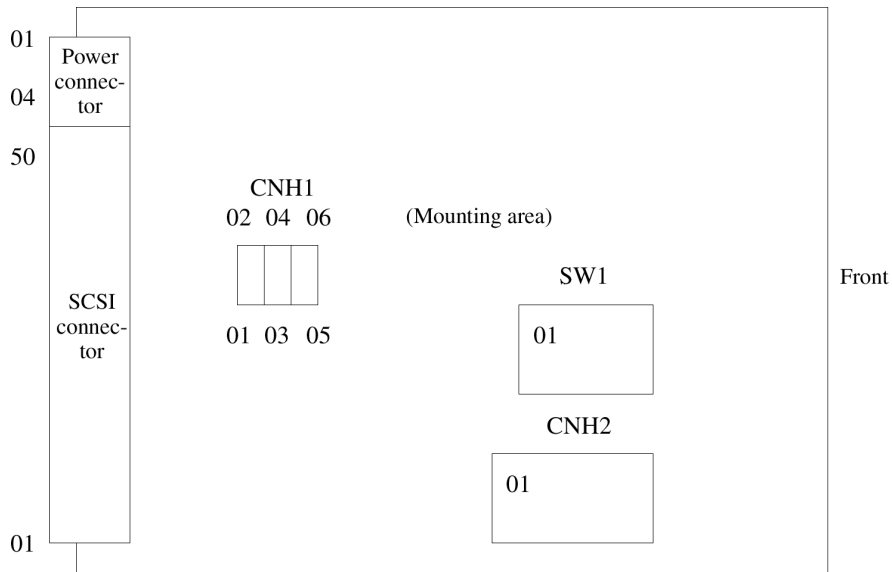 01
Power
connec-
tor
04
50
CNH1
02 04 06
(Mounting area)
SW1
Front
SCSI
connec-
tor
01 03 05
01
CNH2
01
01